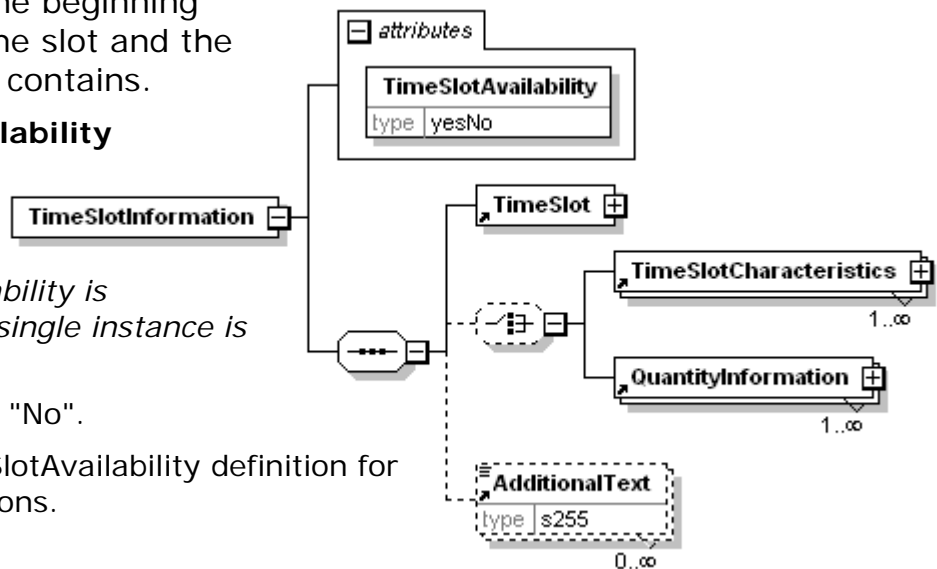 he beginning
ne slot and the
contains.
lability
bility is
single instance is
"No".
SlotAvailability definition for
ons.
attributes
TimeSlotAvailability
type yesNo
TimeSlotInformation
TimeSlot
TimeSlotCharacteristics
1..∞
QuantityInformation
1..∞
AdditionalText
type s255
0..∞